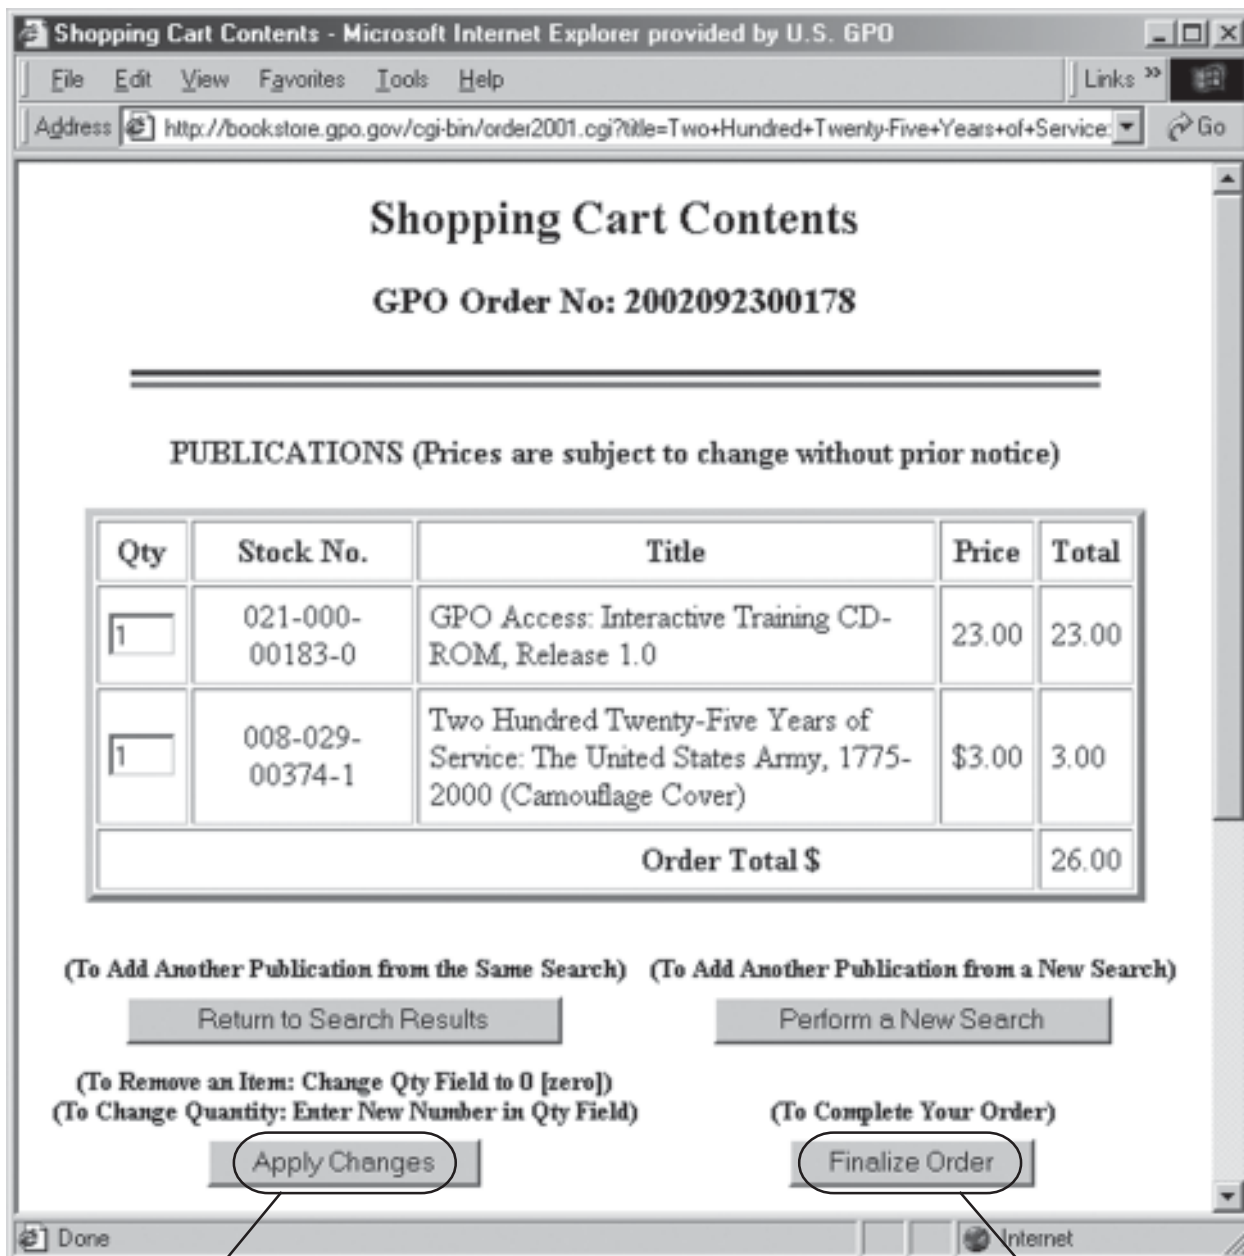 Shopping Cart Contents - Microsoft Internet Explorer provided by U.S. GPO
File Edit View Favorites Tools Help Links »
Address http://bookstore.gpo.gov/cgi-bin/order2001.cgi?title=Two+Hundred+Twenty-Five+Years+of+Service: Go
Shopping Cart Contents
GPO Order No: 2002092300178
PUBLICATIONS (Prices are subject to change without prior notice)
Qty Stock No. Title Price Total
1 021-000-00183-0 GPO Access: Interactive Training CD-ROM, Release 1.0 23.00 23.00
1 008-029-00374-1 Two Hundred Twenty-Five Years of Service: The United States Army, 1775-2000 (Camouflage Cover) $3.00 3.00
Order Total $ 26.00
(To Add Another Publication from the Same Search) (To Add Another Publication from a New Search)
Return to Search Results Perform a New Search
(To Remove an Item: Change Qty Field to 0 [zero])
(To Change Quantity: Enter New Number in Qty Field) (To Complete Your Order)
Apply Changes Finalize Order
Done Internet